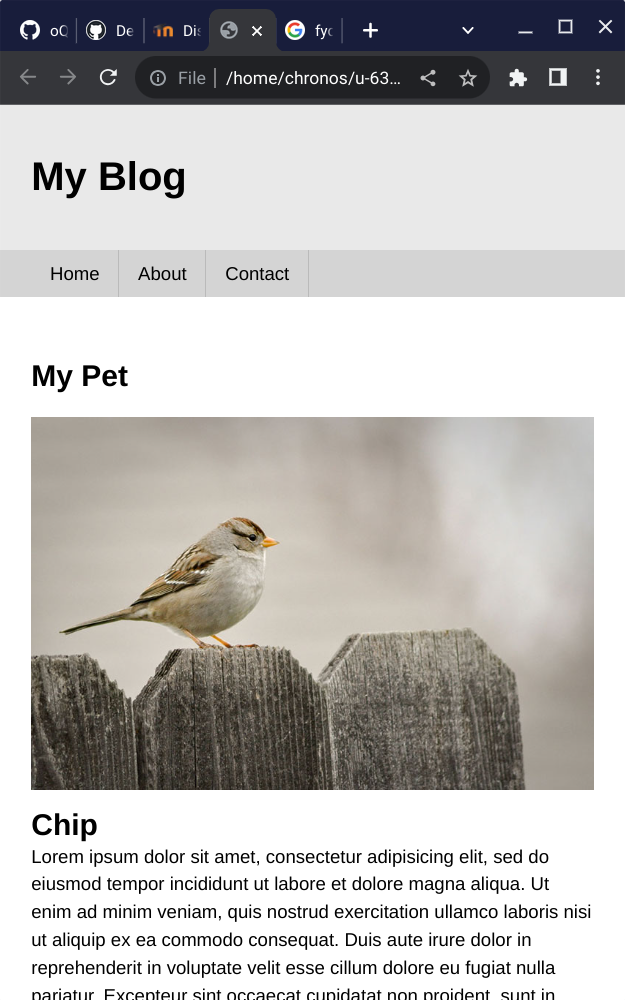 oQ De Dis fyd
File /home/chronos/u-63...
My Blog
Home About Contact
My Pet
Chip
Lorem ipsum dolor sit amet, consectetur adipisicing elit, sed do
eiusmod tempor incididunt ut labore et dolore magna aliqua. Ut
enim ad minim veniam, quis nostrud exercitation ullamco laboris nisi
ut aliquip ex ea commodo consequat. Duis aute irure dolor in
reprehenderit in voluptate velit esse cillum dolore eu fugiat nulla
pariatur. Excepteur sint occaecat cupidatat non proident, sunt in